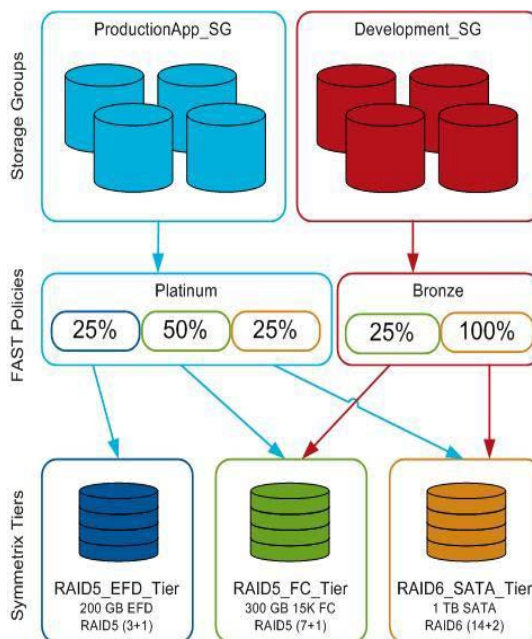 Storage Groups
ProductionApp_SG
Development_SG
FAST Policies
Platinum
25%
50%
25%
Bronze
25%
100%
Symmetrix Tiers
RAID5_EFD_Tier
200 GB EFD
RAID5 (3+1)
RAID5_FC_Tier
300 GB 15K FC
RAID5 (7+1)
RAID6_SATA_Tier
1 TB SATA
RAID6 (14+2)